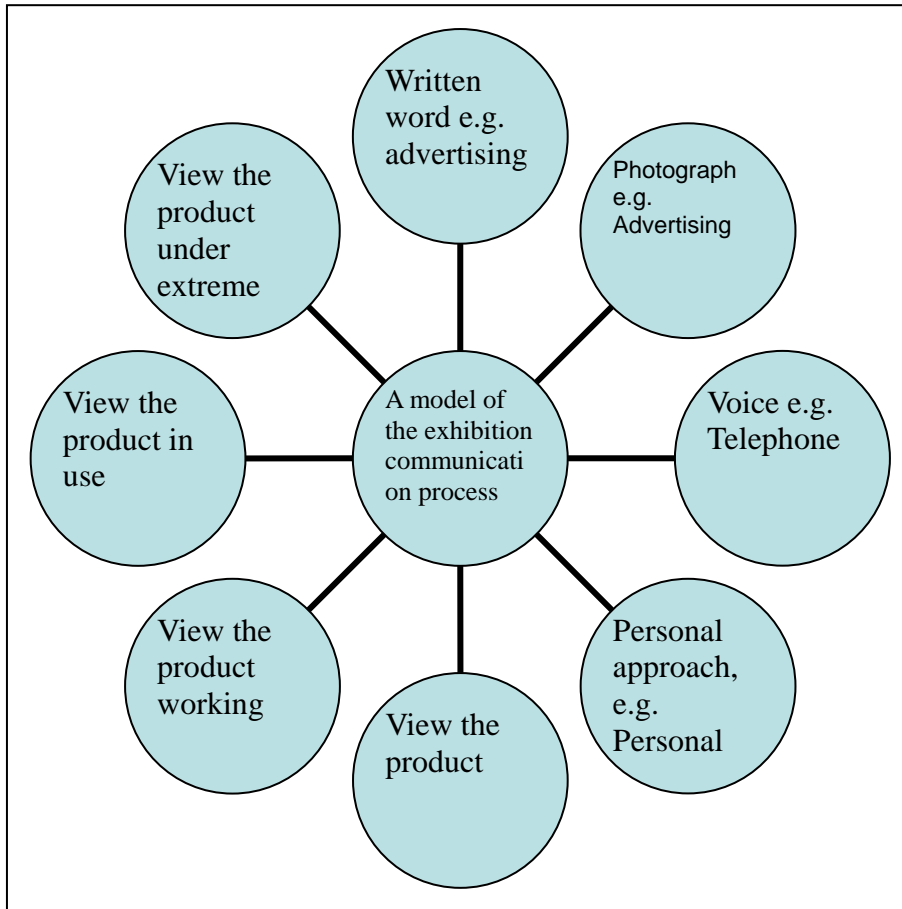 Written
word e.g.
advertising
Photograph
e.g.
Advertising
Voice e.g.
Telephone
Personal
approach,
e.g.
Personal
View the
product
View the
product
working
View the
product in
use
View the
product
under
extreme
A model of
the exhibition
communicati
on process